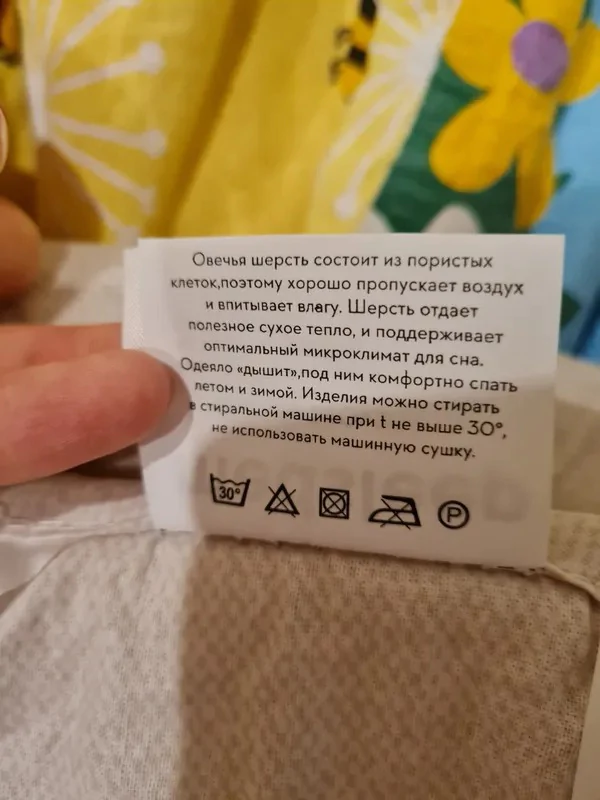 Овечья шерсть состоит из пористых
клеток,поэтому хорошо пропускает воздух
и впитывает влагу. Шерсть отдает
полезное сухое тепло, и поддерживает
оптимальный микроклимат для сна.
Одеяло «дышит»,под ним комфортно спать
летом и зимой. Изделия можно стирать
в стиральной машине при t не выше 30°,
не использовать машинную сушку.
30° P